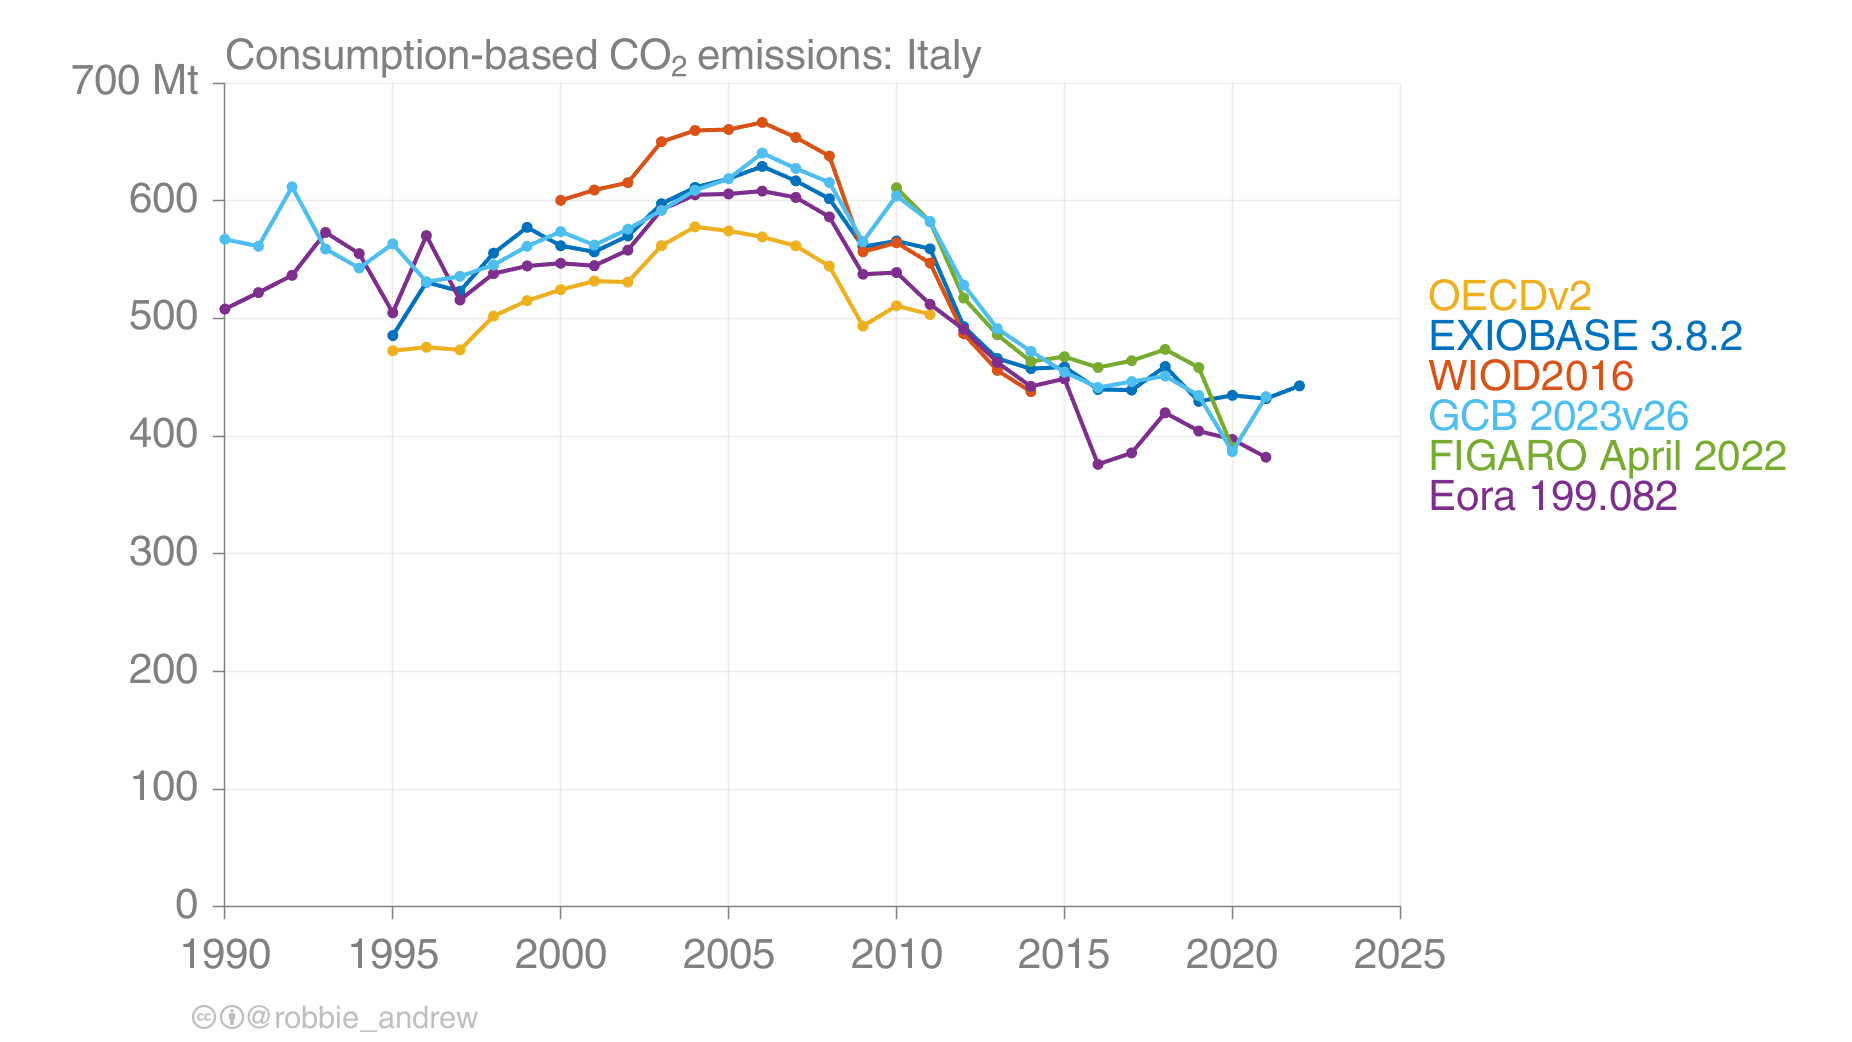 Consumption-based CO₂ emissions: Italy
700 Mt
600
500
400
300
200
100
0
1990 1995 2000 2005 2010 2015 2020 2025
OECDv2
EXIOBASE 3.8.2
WIOD2016
GCB 2023v26
FIGARO April 2022
Eora 199.082
cc @robbie_andrew